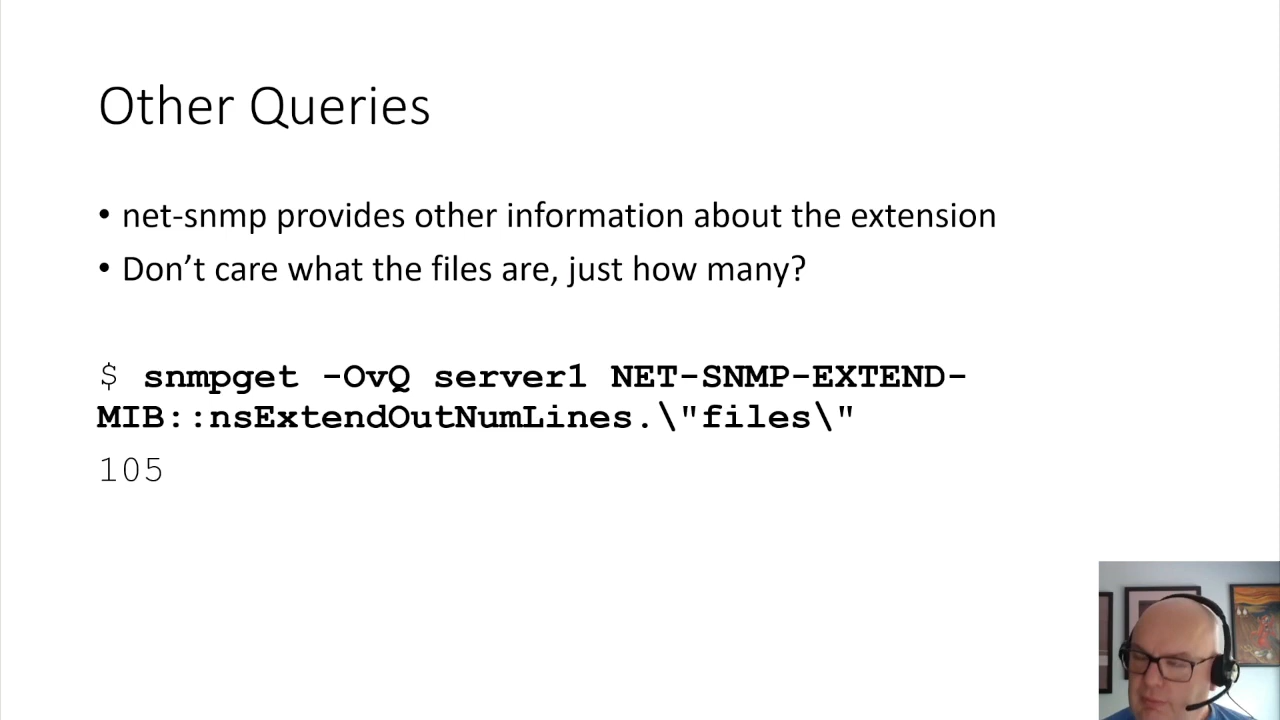 Other Queries
• net-snmp provides other information about the extension
• Don’t care what the files are, just how many?
$ snmpget -OvQ server1 NET-SNMP-EXTEND-
MIB::nsExtendOutNumLines.\"files\"
105